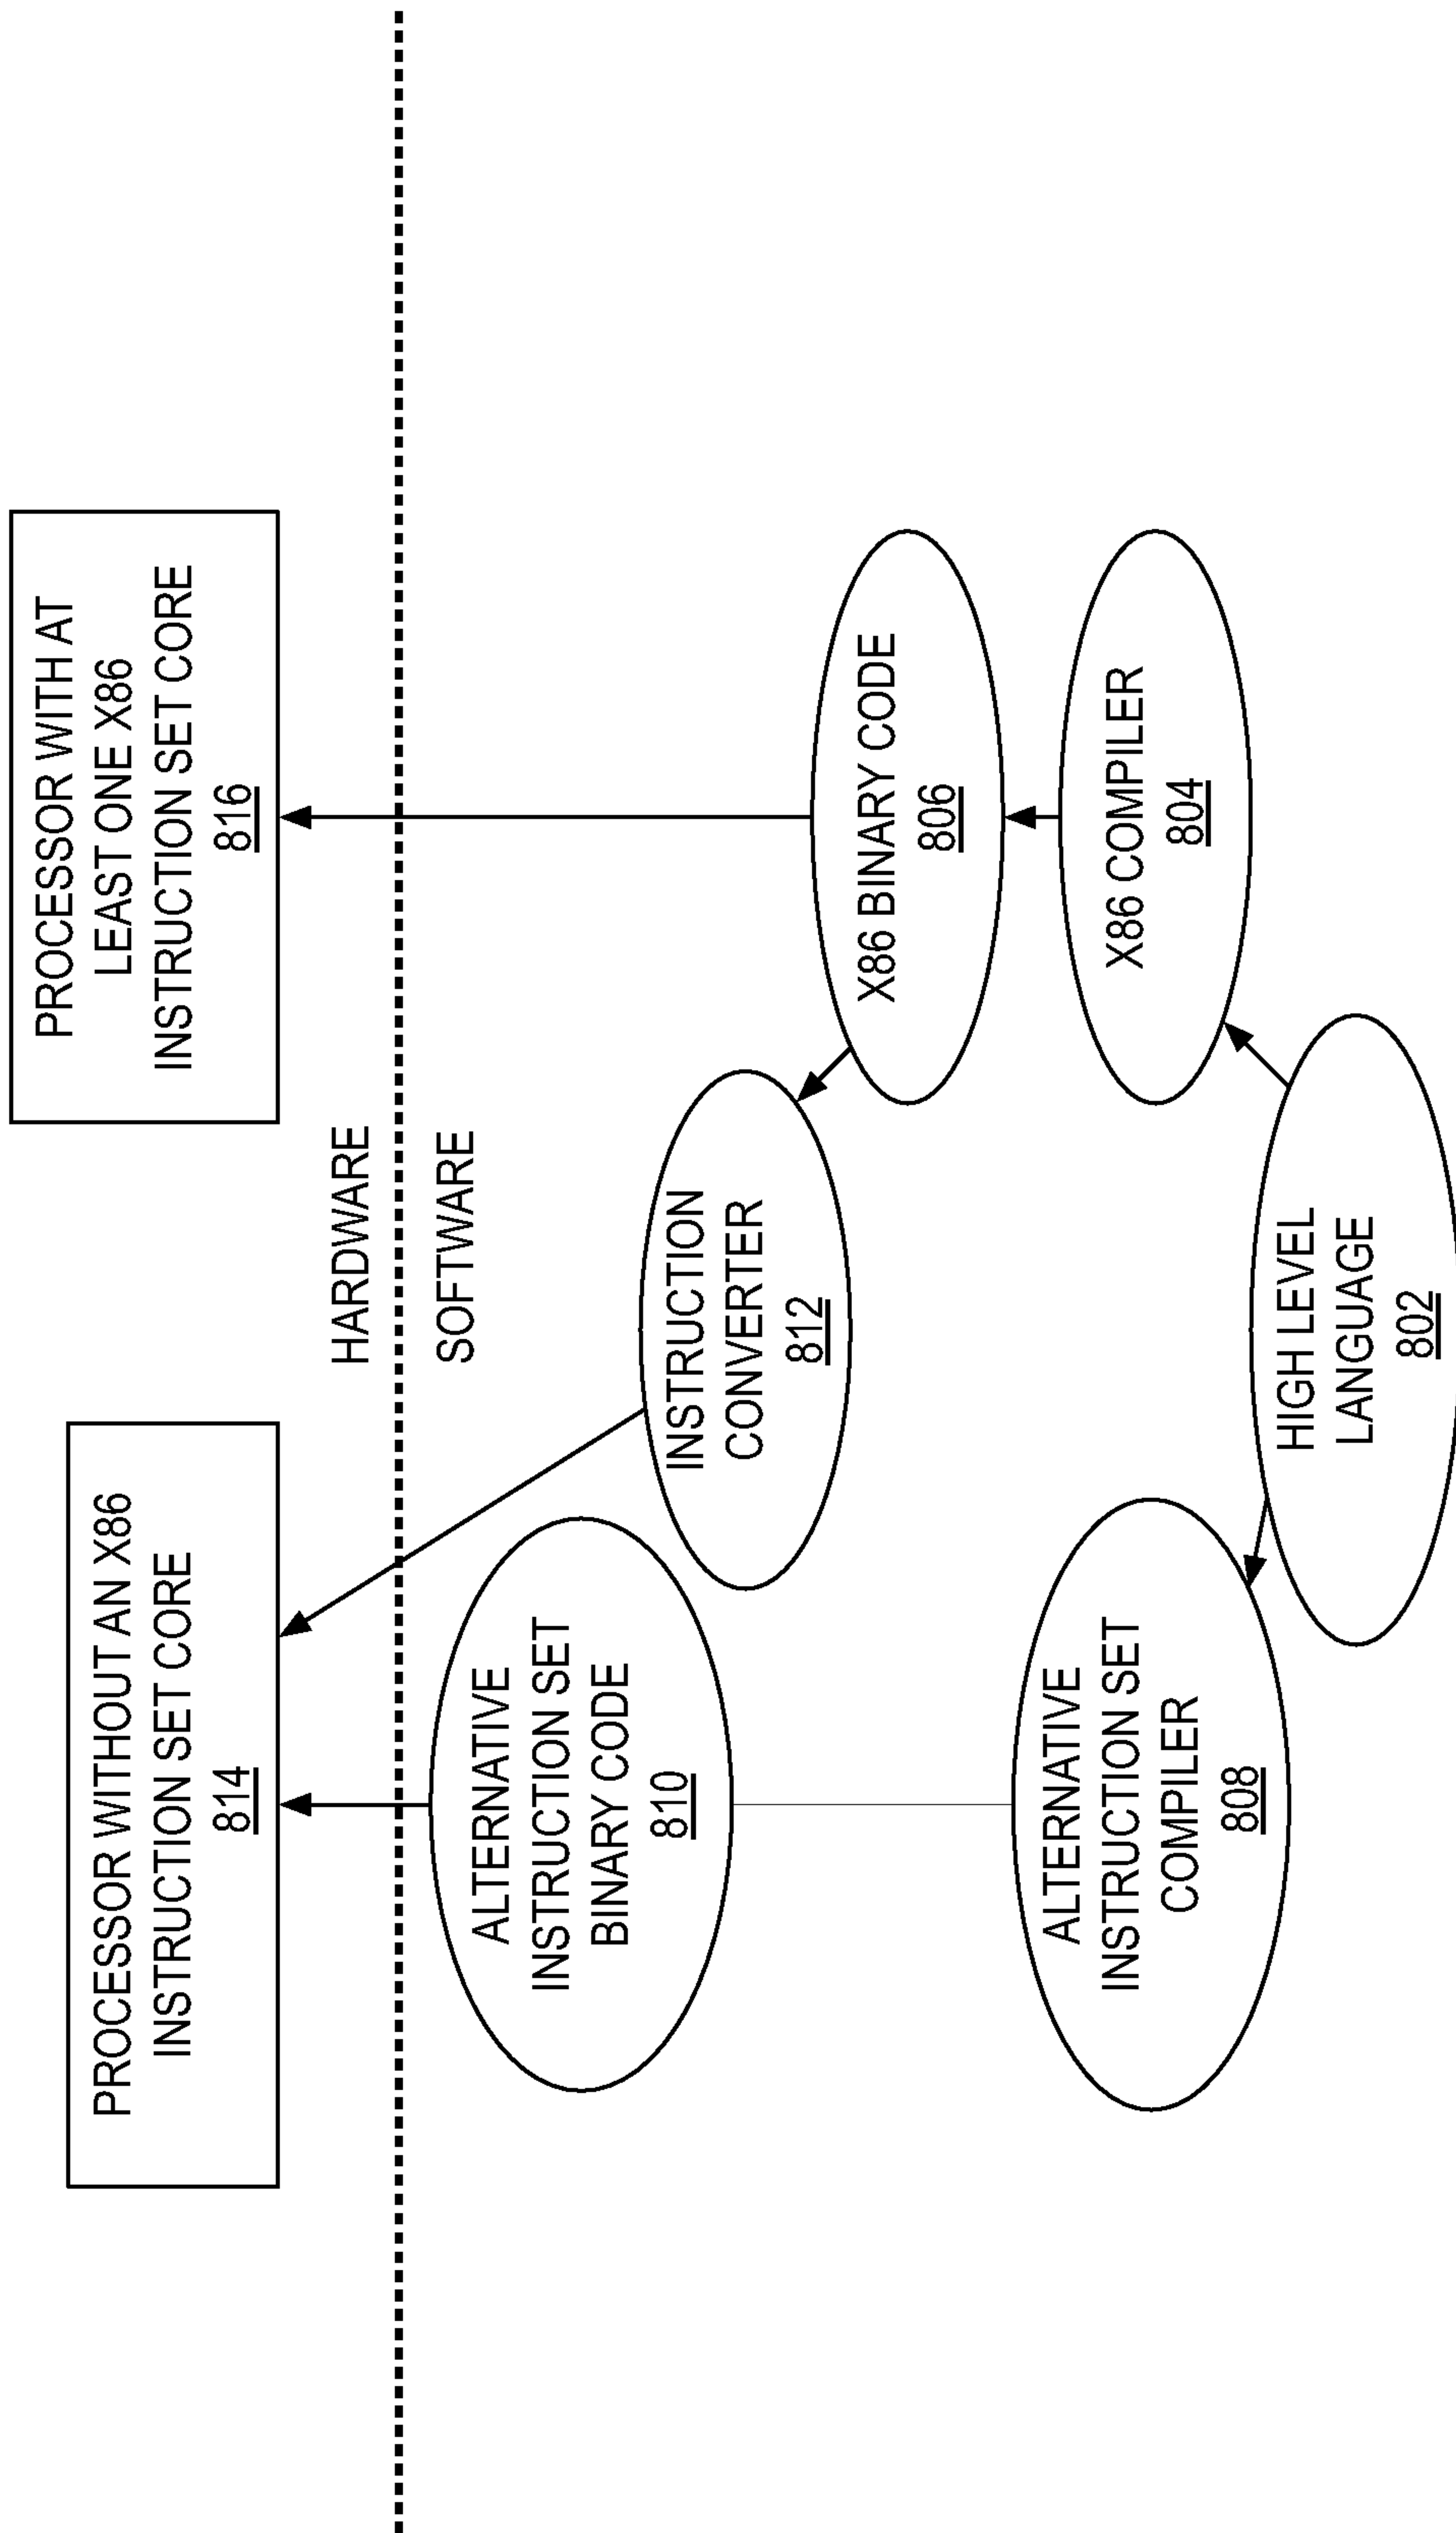 PROCESSOR WITHOUT AN X86
INSTRUCTION SET CORE
814
PROCESSOR WITH AT
LEAST ONE X86
INSTRUCTION SET CORE
816
HARDWARE
SOFTWARE
ALTERNATIVE
INSTRUCTION SET
BINARY CODE
810
INSTRUCTION
CONVERTER
812
X86 BINARY CODE
806
ALTERNATIVE
INSTRUCTION SET
COMPILER
808
X86 COMPILER
804
HIGH LEVEL
LANGUAGE
802